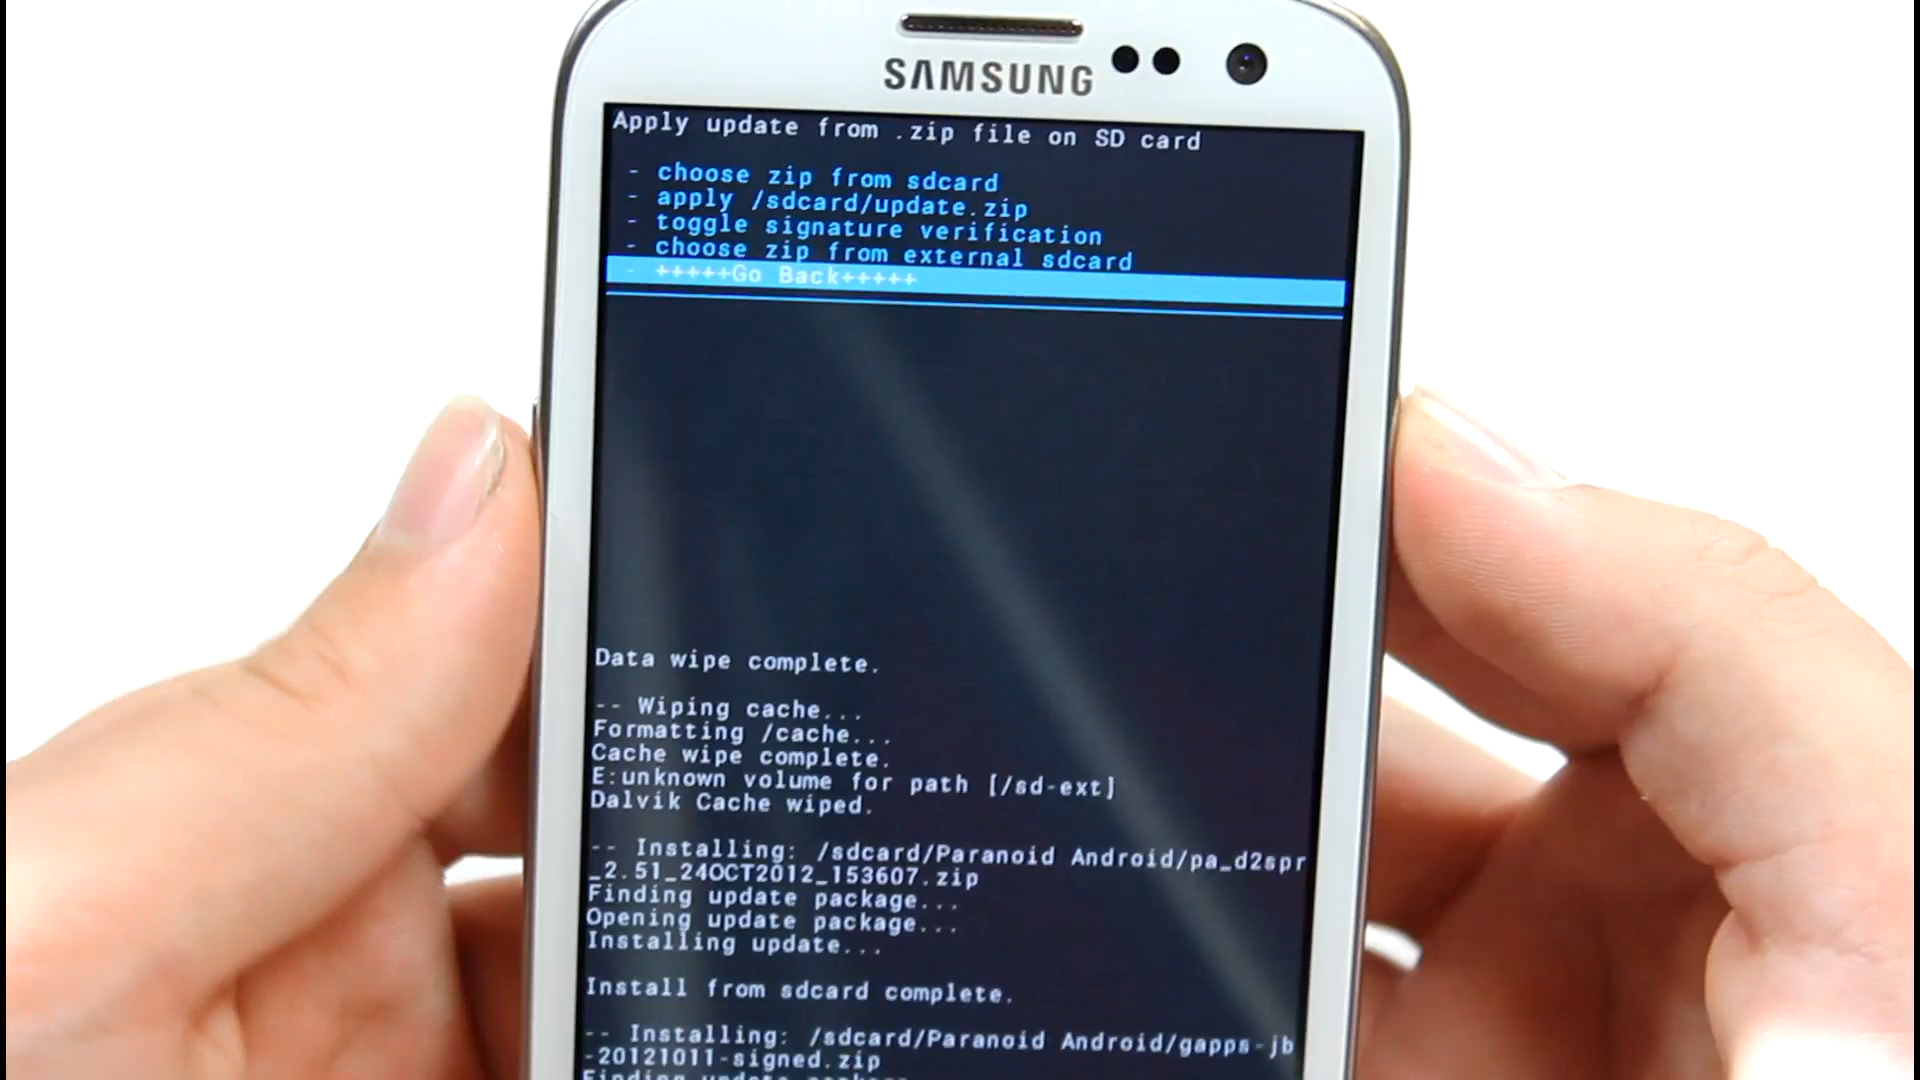 SAMSUNG
Apply update from .zip file on SD card
- choose zip from sdcard
- apply /sdcard/update.zip
- toggle signature verification
- choose zip from external sdcard
- +++++Go Back+++++
Data wipe complete.
-- Wiping cache...
Formatting /cache...
Cache wipe complete.
E:unknown volume for path [/sd-ext]
Dalvik Cache wiped.
-- Installing: /sdcard/Paranoid Android/pa_d2spr
_2.51_24OCT2012_153607.zip
Finding update package...
Opening update package...
Installing update...
Install from sdcard complete.
-- Installing: /sdcard/Paranoid Android/gapps-jb
-20121011-signed.zip
Finding update package...